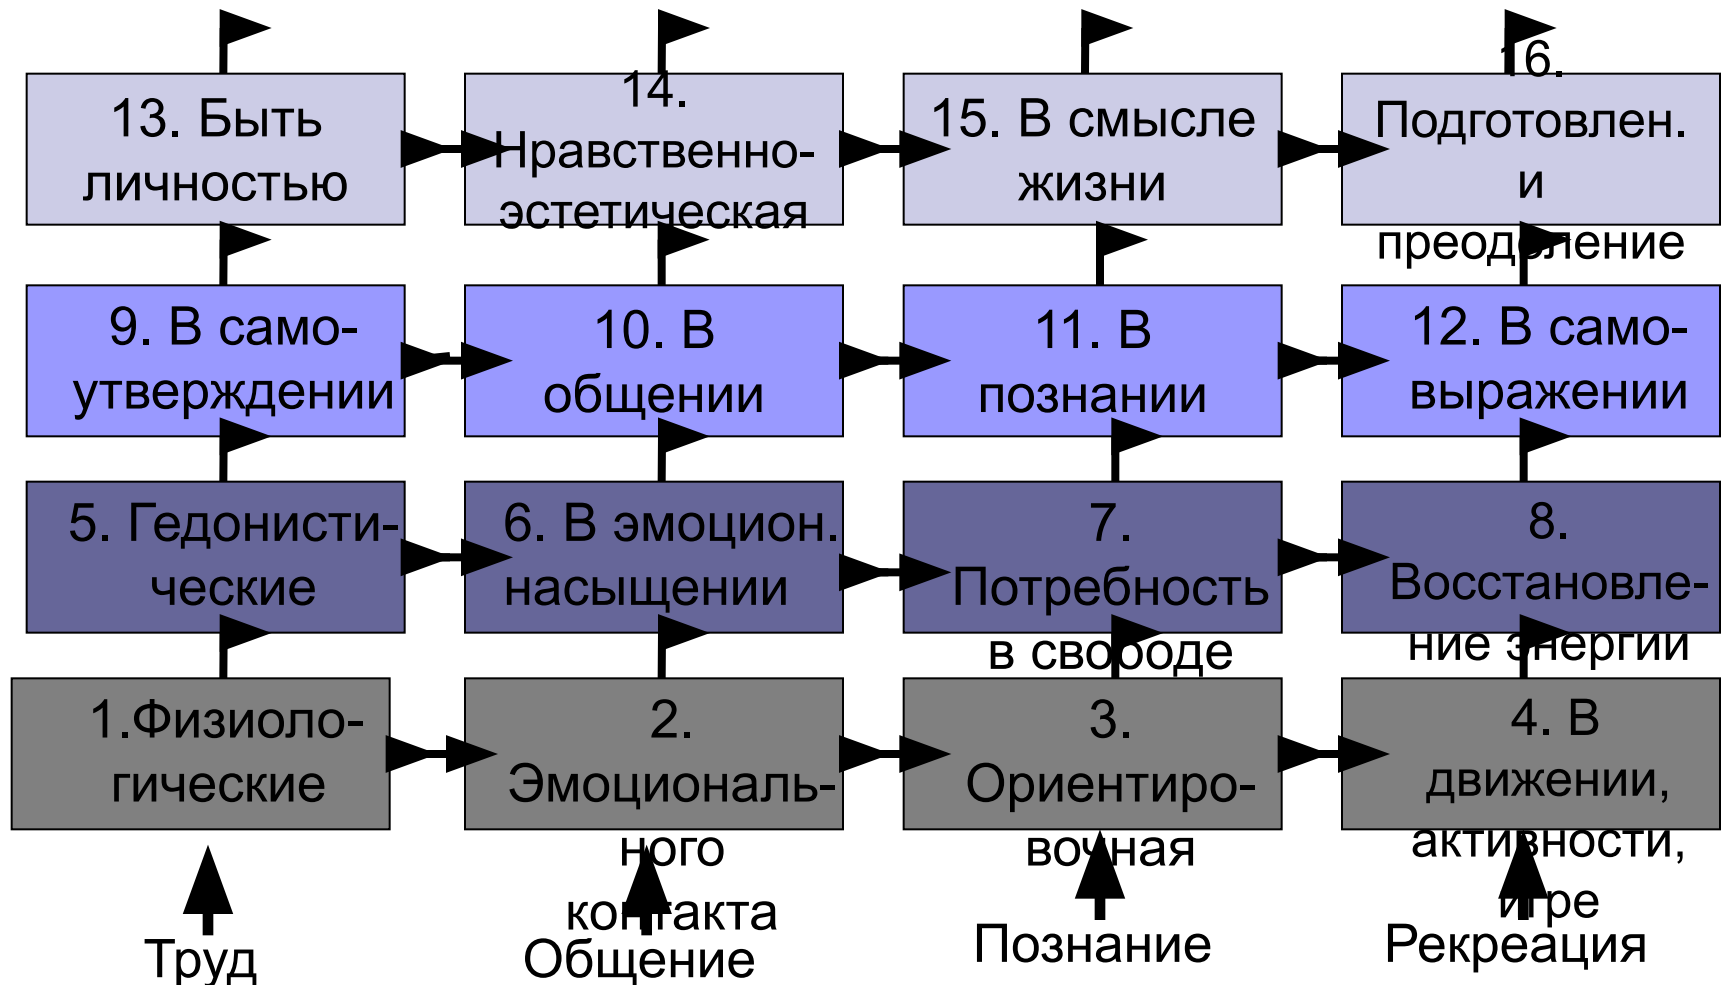 13. Быть
личностью
14.
Нравственно-
эстетическая
15. В смысле
жизни
16.
Подготовлен.
и
преодоление
9. В само-
утверждении
10. В
общении
11. В
познании
12. В само-
выражении
5. Гедонисти-
ческие
6. В эмоцион.
насыщении
7.
Потребность
в свободе
8.
Восстановле-
ние энергии
1.Физиоло-
гические
2.
Эмоциональ-
ного
контакта
3.
Ориентиро-
вочная
4. В
движении,
активности,
игре
Труд
Общение
Познание
Рекреация